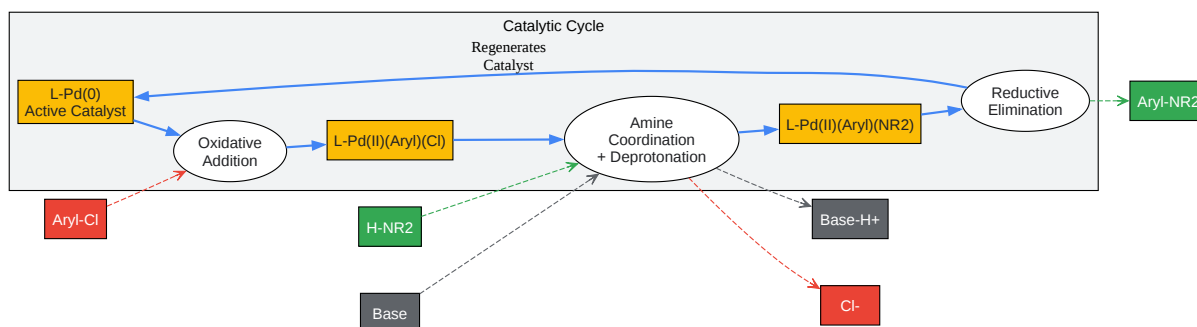 Catalytic Cycle
Regenerates
Catalyst
L-Pd(0)
Active Catalyst
Oxidative
Addition
L-Pd(II)(Aryl)(Cl)
Amine
Coordination
+ Deprotonation
L-Pd(II)(Aryl)(NR2)
Reductive
Elimination
Aryl-NR2
Aryl-Cl
H-NR2
Base-H+
Base
Cl-